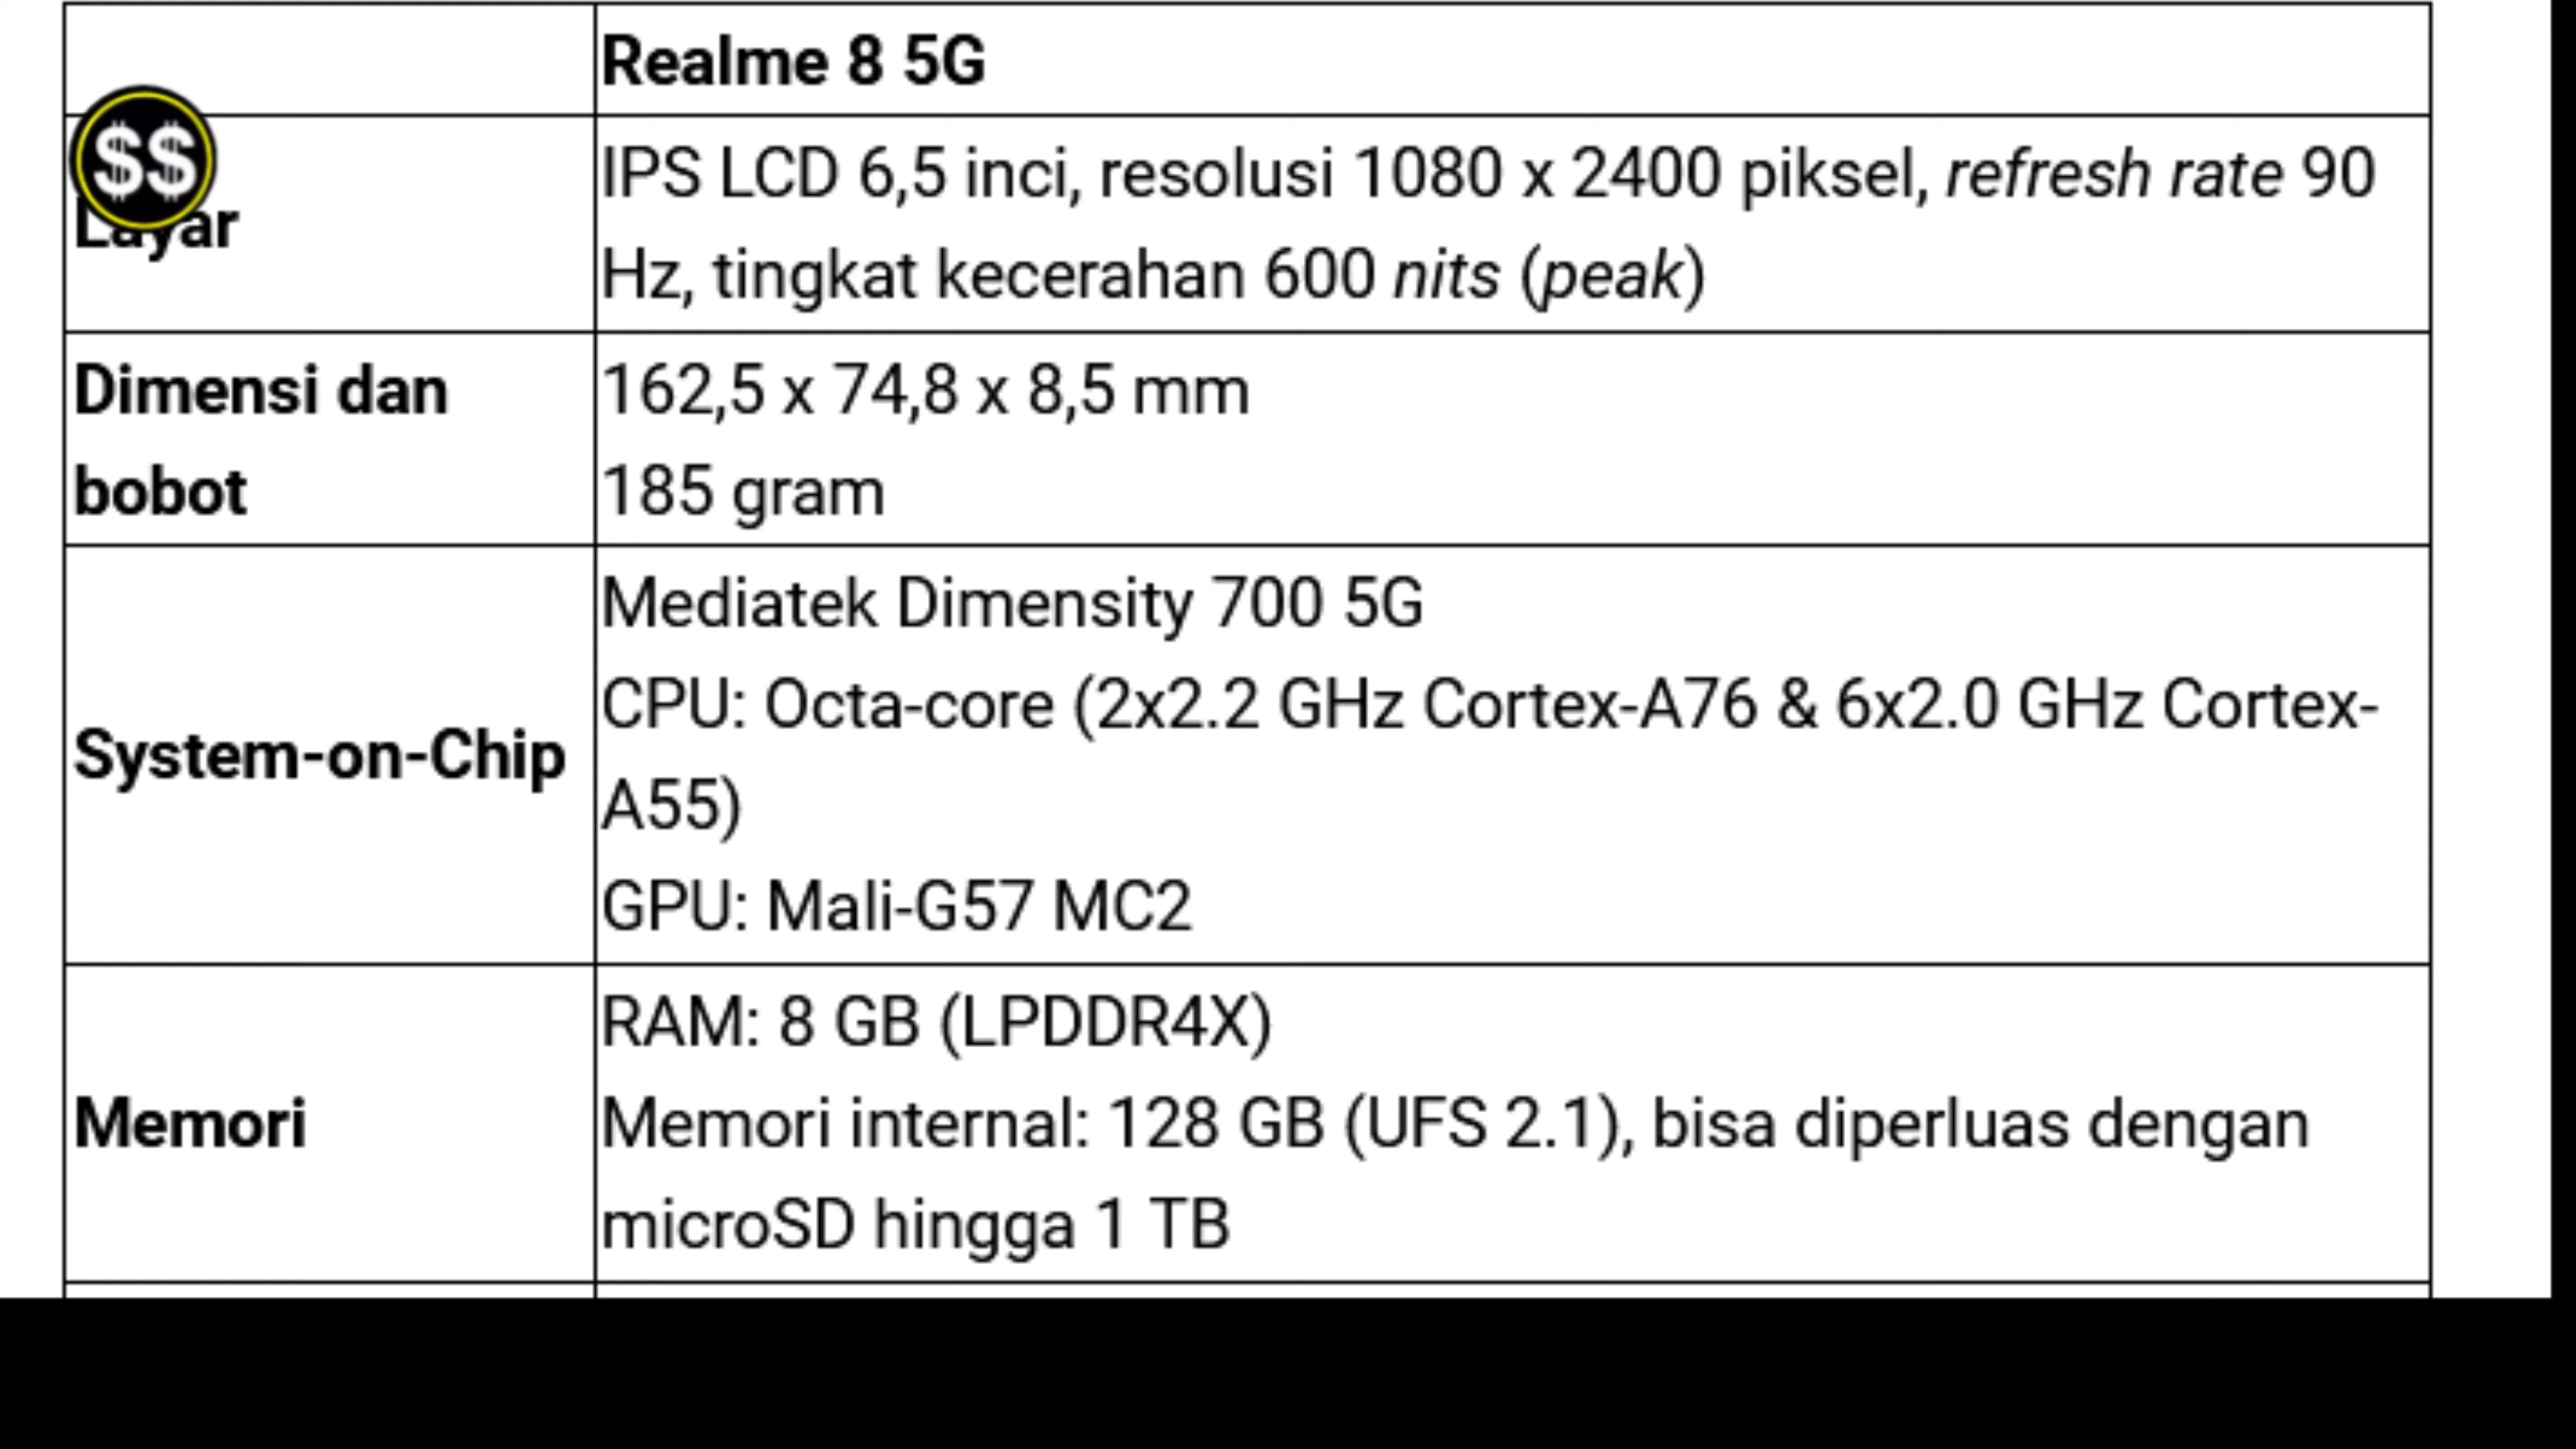 Realme 8 5G
$$
Layar
IPS LCD 6,5 inci, resolusi 1080 x 2400 piksel, refresh rate 90
Hz, tingkat kecerahan 600 nits (peak)
Dimensi dan
bobot
162,5 x 74,8 x 8,5 mm
185 gram
System-on-Chip
Mediatek Dimensity 700 5G
CPU: Octa-core (2x2.2 GHz Cortex-A76 & 6x2.0 GHz Cortex-
A55)
GPU: Mali-G57 MC2
Memori
RAM: 8 GB (LPDDR4X)
Memori internal: 128 GB (UFS 2.1), bisa diperluas dengan
microSD hingga 1 TB